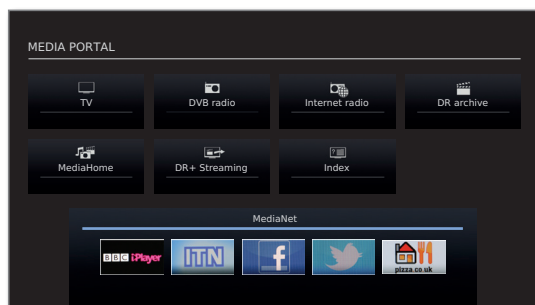 MEDIA PORTAL
TV
DVB radio
Internet radio
DR archive
MediaHome
DR+ Streaming
Index
MediaNet
BBC iPlayer
ITN
f
pizza co uk